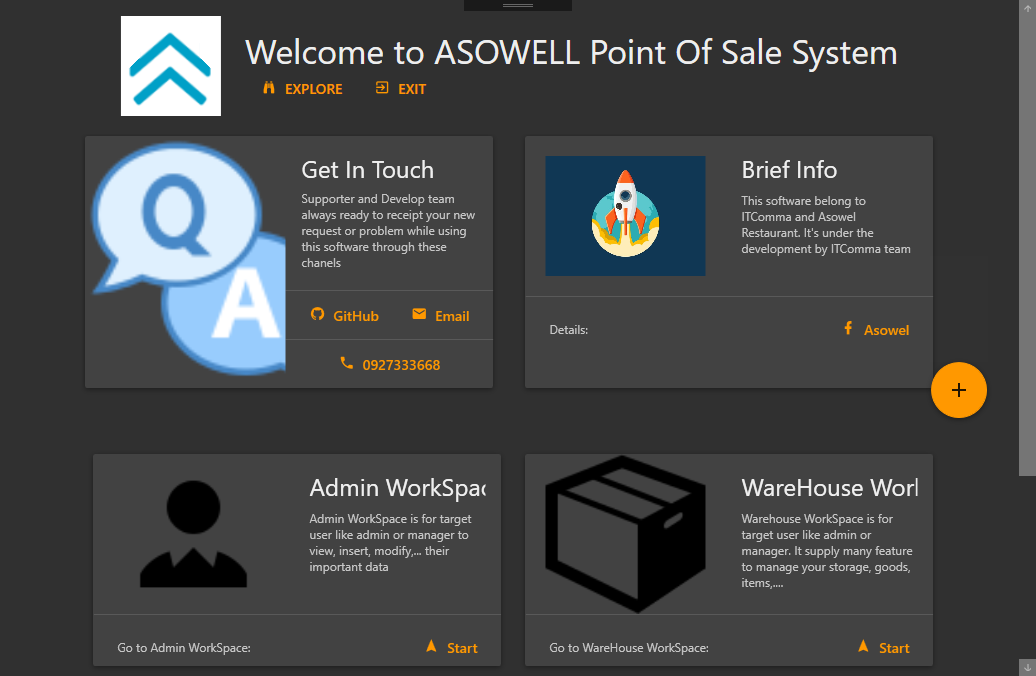 Welcome to ASOWELL Point Of Sale System
EXPLORE
EXIT
Q
A
Get In Touch
Supporter and Develop team
always ready to receipt your new
request or problem while using
this software through these
chanels
GitHub
Email
0927333668
Brief Info
This software belong to
ITComma and Asowel
Restaurant. It's under the
development by ITComma team
Details:
Asowel
+
Admin WorkSpac
Admin WorkSpace is for target
user like admin or manager to
view, insert, modify,... their
important data
Go to Admin WorkSpace:
Start
WareHouse Worl
Warehouse WorkSpace is for
target user like admin or
manager. It supply many feature
to manage your storage, goods,
items,....
Go to WareHouse WorkSpace:
Start